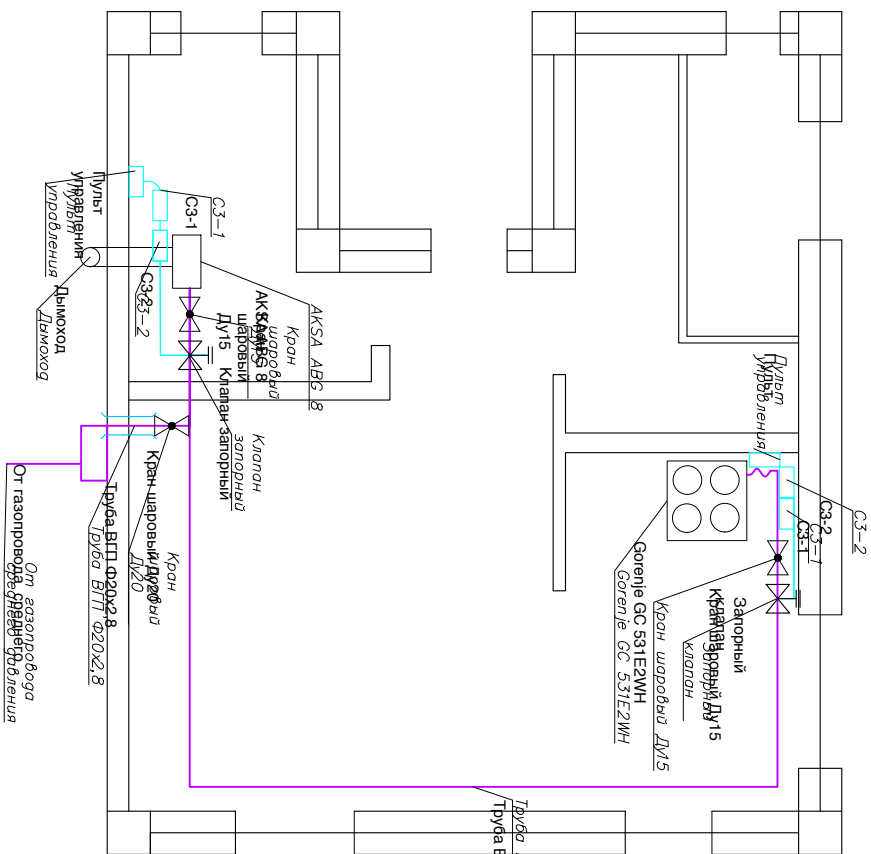 Пульт
управления
Пульт
управления
С3-1
С3-1
С3-2
С3-2
Дымоход
Дымоход
AKSA ABG 8
AKSA ABG 8
Кран
шаровый
Ду15
Кран
шаровый
Ду15
Клапан запорный
Клапан
запорный
Кран шаровый Ду20
Кран
шаровый
Ду20
Труба ВГП Ф20х2,8
Труба ВГП Ф20х2,8
От газопровода среднего
От газопровода
среднего давления
Пульт
Пульт
управления
С3-2
С3-2
С3-1
С3-1
Gorenje GC 531E2WH
Gorenje GC 531E2WH
Кран шаровый Ду15
Кран шаровый Ду15
Запорный
клапан
Запорный
клапан
Труба
Труба В